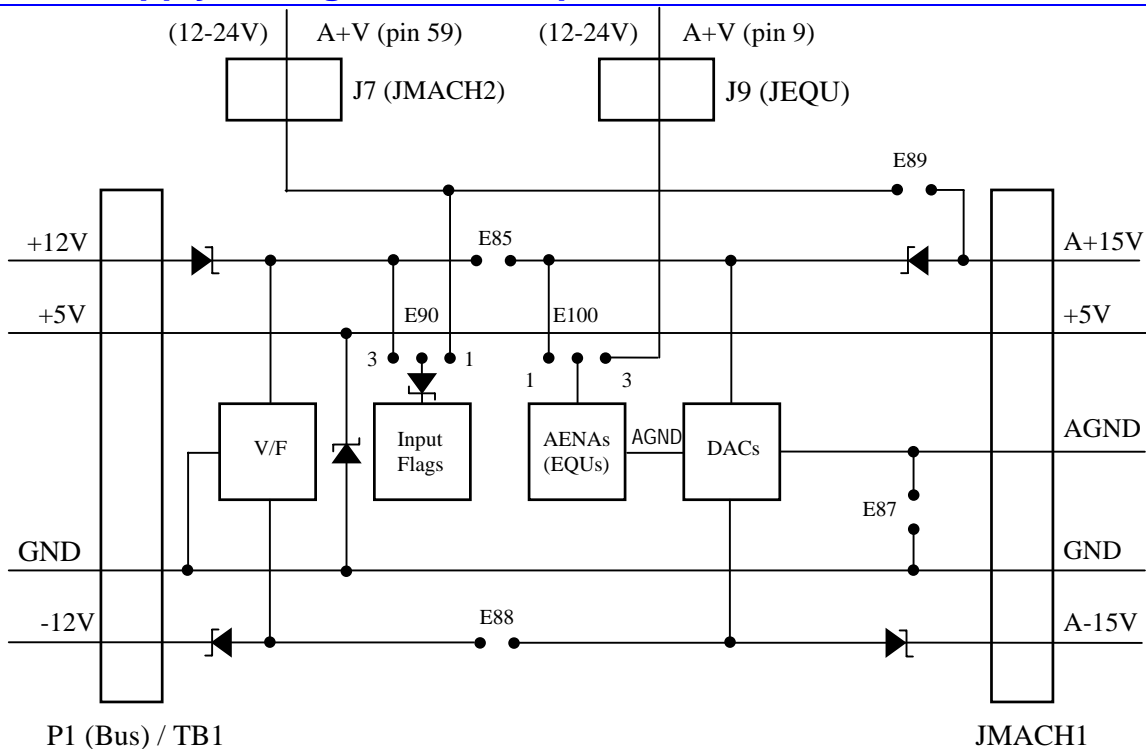 (12-24V) A+V (pin 59) (12-24V) A+V (pin 9)
J7 (JMACH2) J9 (JEQU)
E89
+12V E85 A+15V
+5V E90 E100 +5V
3 1 1 3
V/F Input Flags AENAs (EQUs) AGND DACs AGND
E87
GND GND
-12V E88 A-15V
P1 (Bus) / TB1 JMACH1